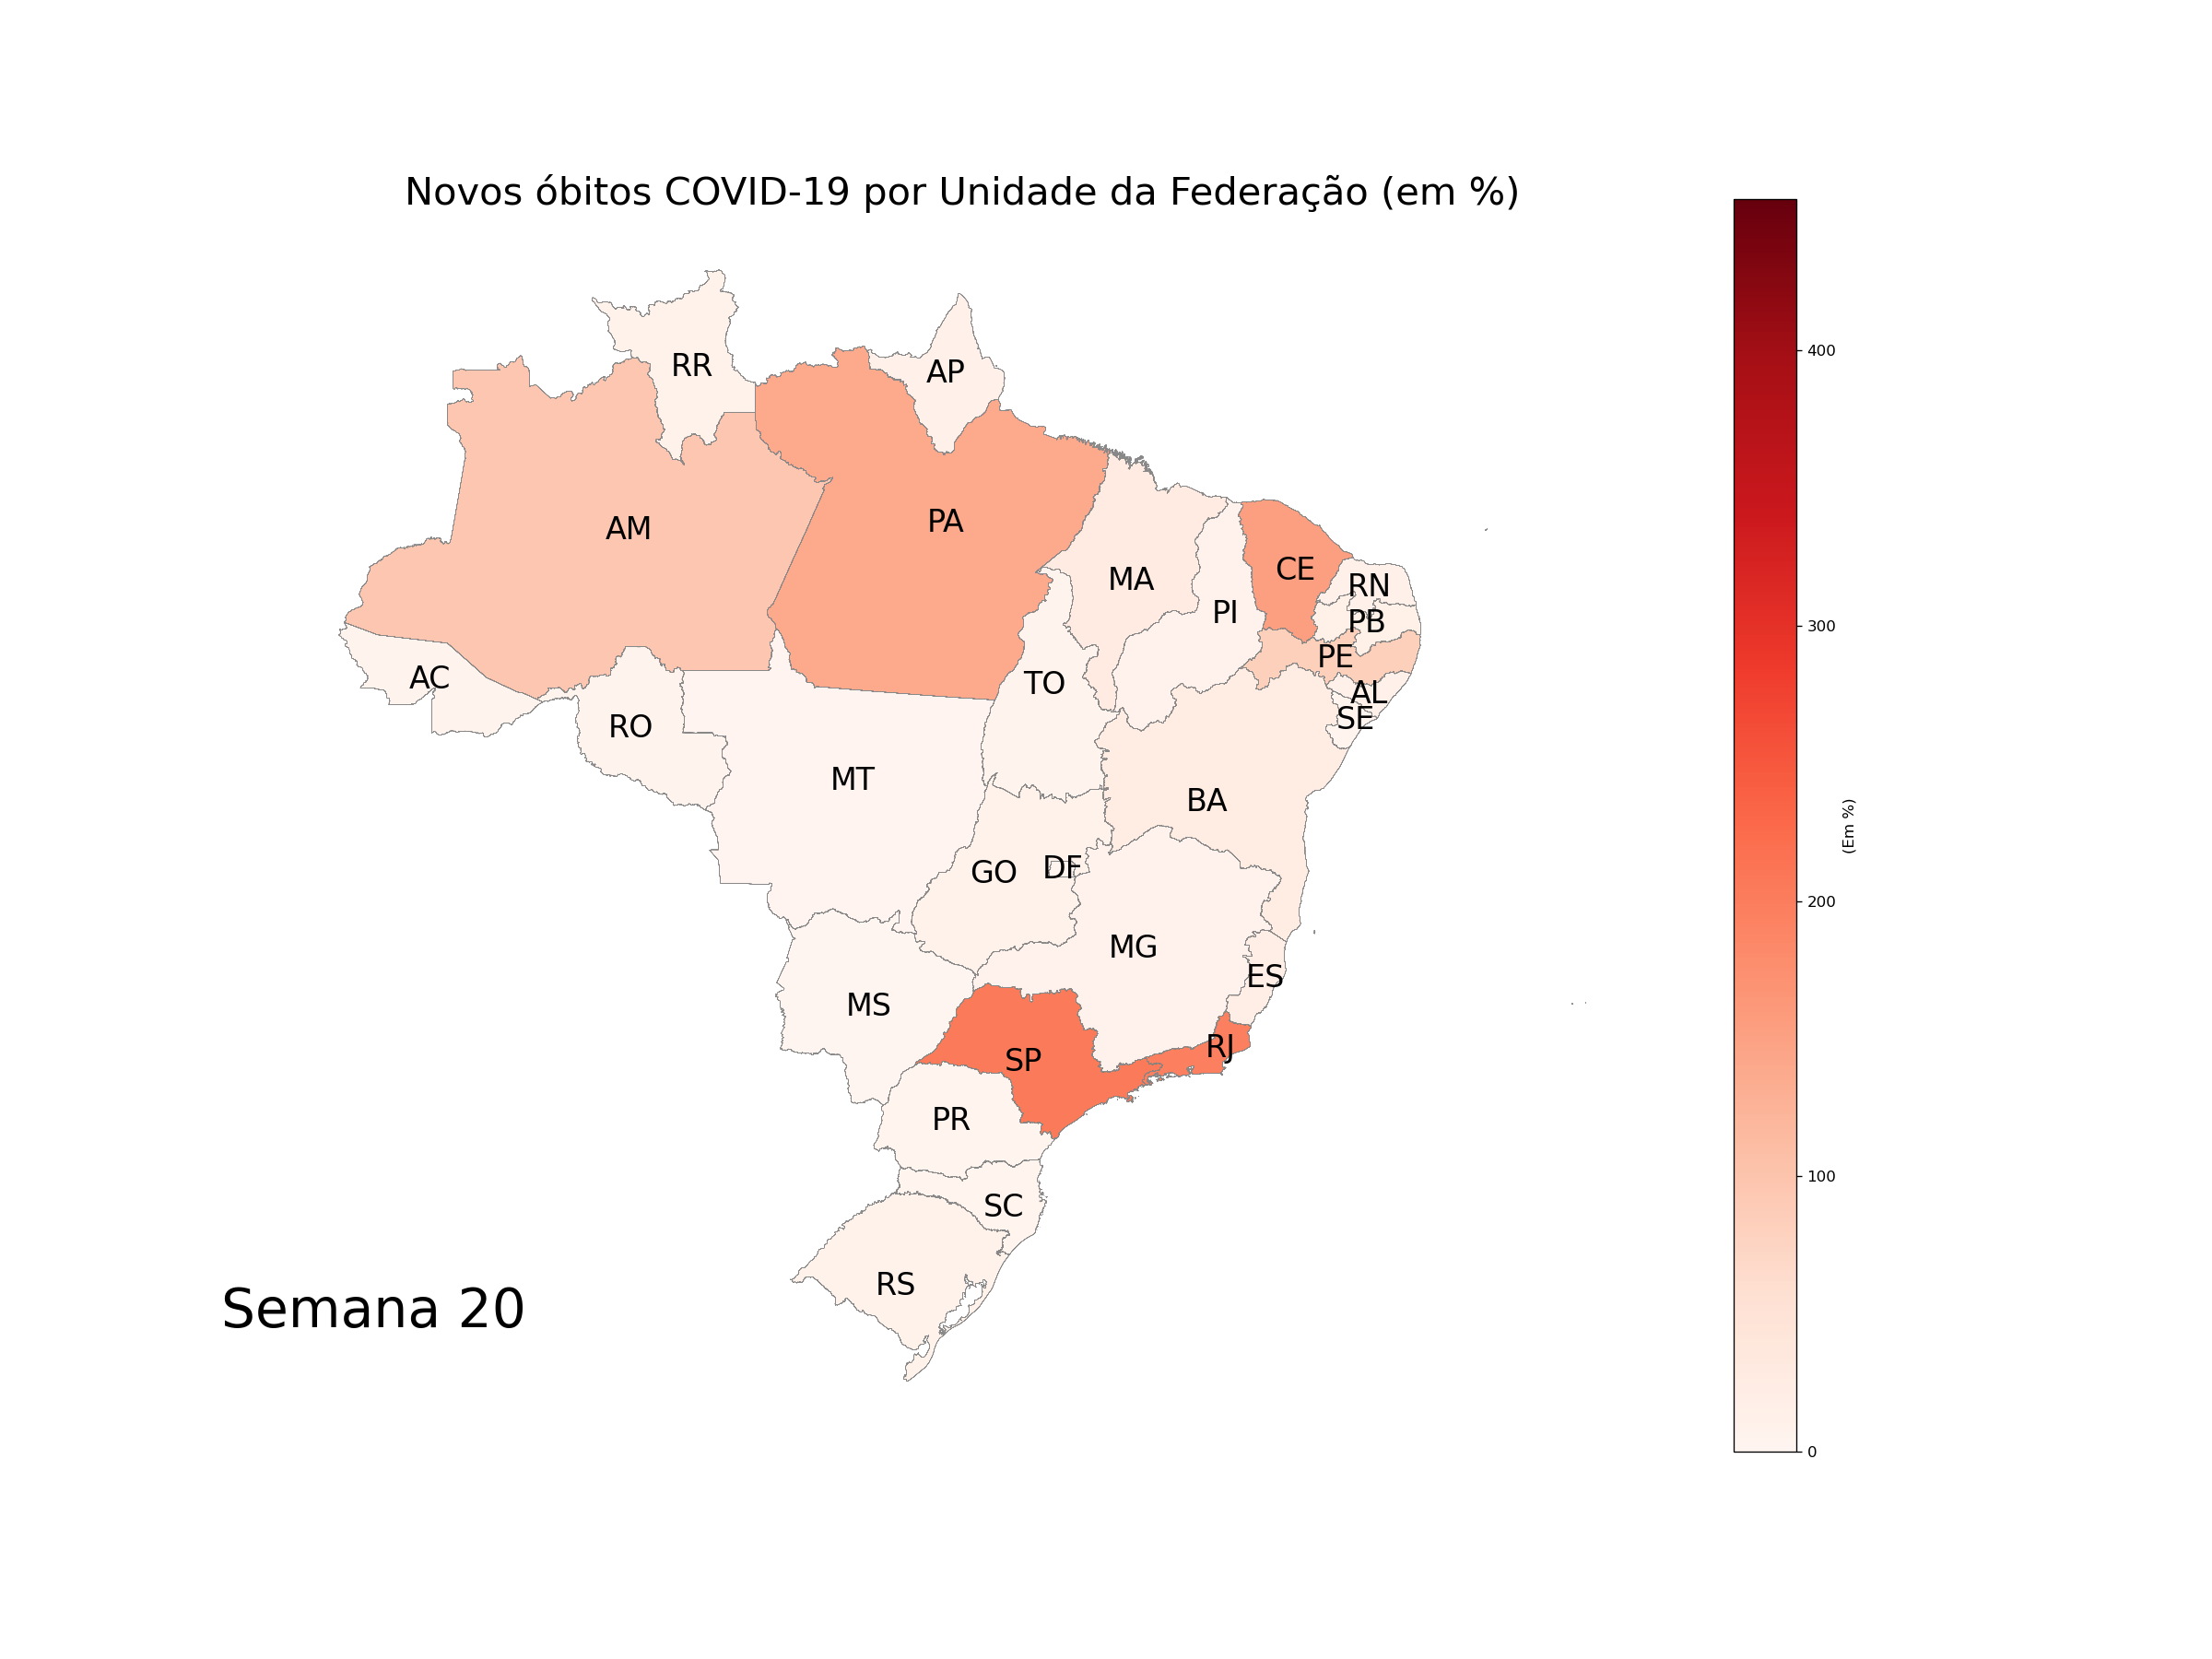 Novos óbitos COVID-19 por Unidade da Federação (em %)
RR
AP
AM
PA
MA
CE
RN
PI
PB
PE
AC
TO
AL
SE
RO
MT
BA
GO
DF
MG
ES
MS
RJ
SP
PR
SC
RS
Semana 20
400
300
(Em %)
200
100
0